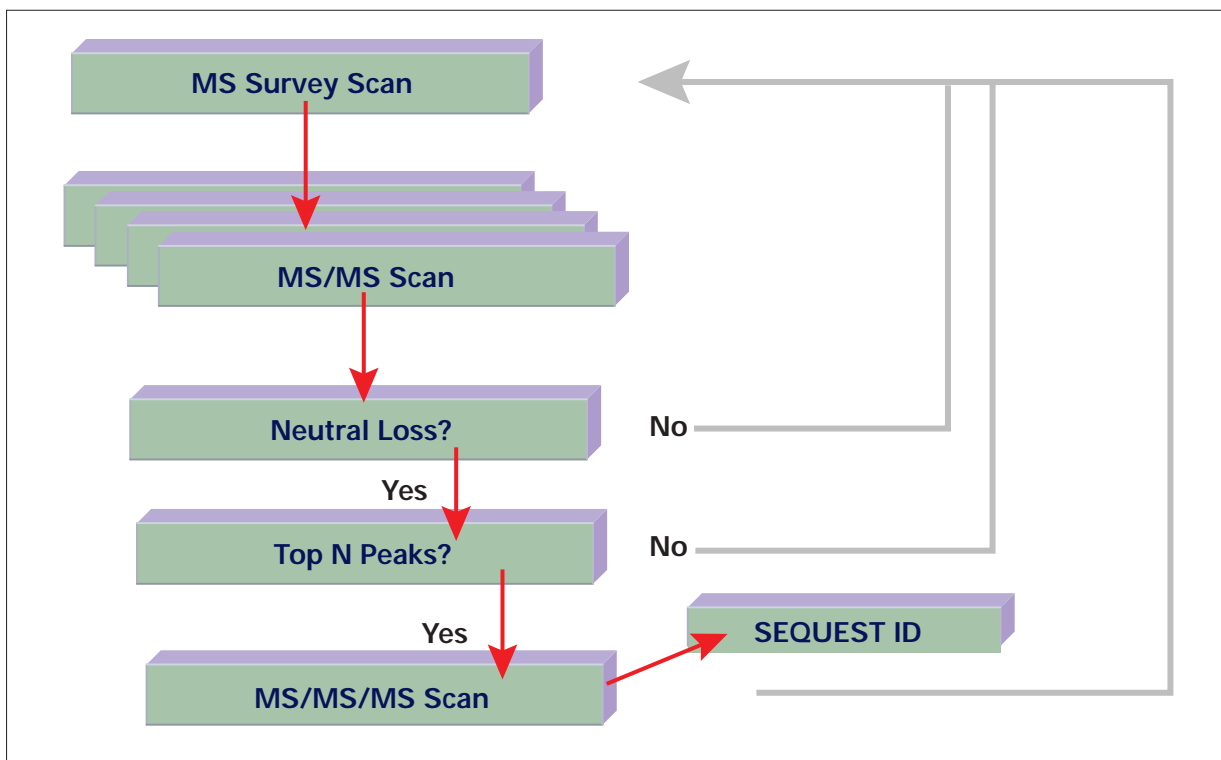 MS Survey Scan
MS/MS Scan
Neutral Loss?
No
Yes
Top N Peaks?
No
Yes
SEQUEST ID
MS/MS/MS Scan